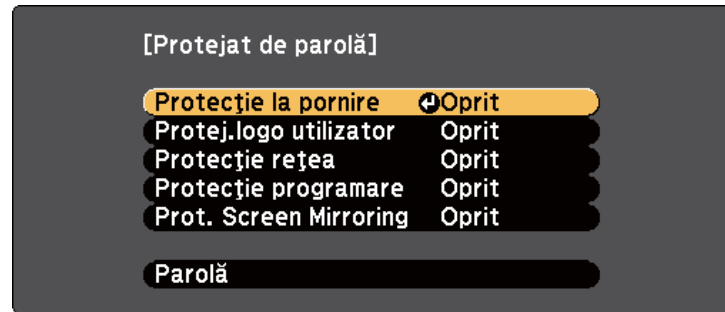 [Protejat de parolă]
Protecţie la pornire Oprit
Protej.logo utilizator Oprit
Protecţie reţea Oprit
Protecţie programare Oprit
Prot. Screen Mirroring Oprit
Parolă